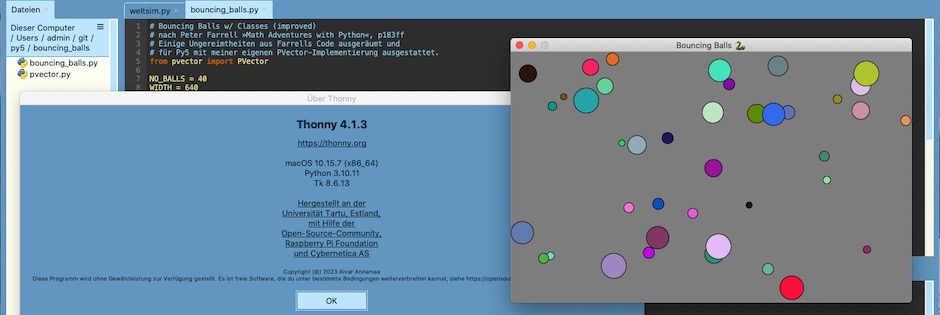 Dateien
Dieser Computer
/ Users / admin / git /
py5 / bouncing_balls
bouncing_balls.py
pvector.py
weltsim.py
bouncing_balls.py
1 # Bouncing Balls w/ Classes (improved)
2 # nach Peter Farrell »Math Adventures with Python«, p183ff
3 # Einige Ungereimtheiten aus Farrells Code ausgeräumt und
4 # für Py5 mit meiner eigenen PVector-Implementierung ausgestattet.
5 from pvector import PVector
6
7 NO_BALLS = 40
8 WIDTH = 640
Über Thonny
Thonny 4.1.3
https://thonny.org
macOS 10.15.7 (x86_64)
Python 3.10.11
Tk 8.6.13
Hergestellt an der
Universität Tartu, Estland,
mit Hilfe der
Open-Source-Community,
Raspberry Pi Foundation
und Cybernetica AS
Copyright (©) 2023 Aivar Annamaa
Diese Programm wird ohne Gewährleistung zur Verfügung gestellt. Es ist freie Software, die du unter bestimmte Bedingungen weiterverbreiten kannst, siehe
OK
Bouncing Balls